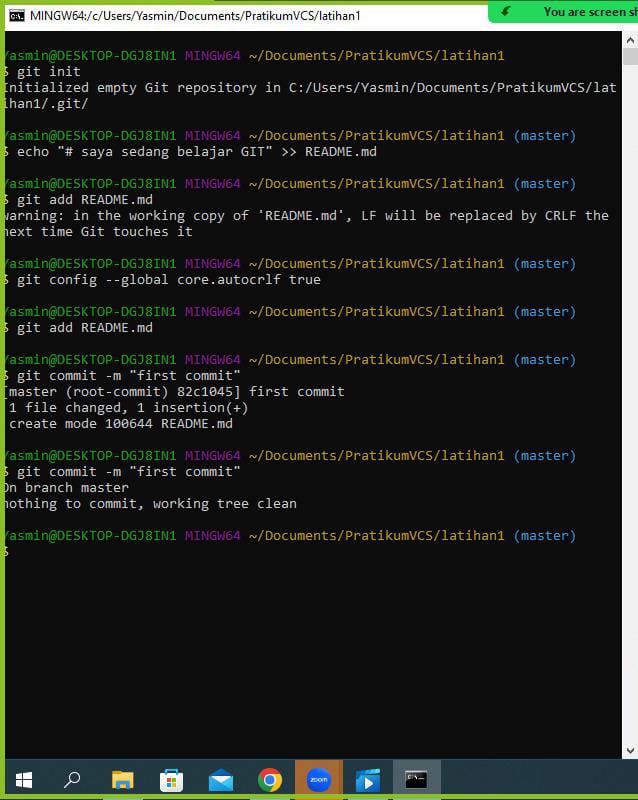 MINGW64:/c/Users/Yasmin/Documents/PratikumVCS/latihan1
You are screen sh
Yasmin@DESKTOP-DGJ8IN1 MINGW64 ~/Documents/PratikumVCS/latihan1
$ git init
Initialized empty Git repository in C:/Users/Yasmin/Documents/PratikumVCS/lat
ihan1/.git/
Yasmin@DESKTOP-DGJ8IN1 MINGW64 ~/Documents/PratikumVCS/latihan1 (master)
$ echo "# saya sedang belajar GIT" >> README.md
Yasmin@DESKTOP-DGJ8IN1 MINGW64 ~/Documents/PratikumVCS/latihan1 (master)
$ git add README.md
warning: in the working copy of 'README.md', LF will be replaced by CRLF the
next time Git touches it
Yasmin@DESKTOP-DGJ8IN1 MINGW64 ~/Documents/PratikumVCS/latihan1 (master)
$ git config --global core.autocrlf true
Yasmin@DESKTOP-DGJ8IN1 MINGW64 ~/Documents/PratikumVCS/latihan1 (master)
$ git add README.md
Yasmin@DESKTOP-DGJ8IN1 MINGW64 ~/Documents/PratikumVCS/latihan1 (master)
$ git commit -m "first commit"
[master (root-commit) 82c1045] first commit
1 file changed, 1 insertion(+)
create mode 100644 README.md
Yasmin@DESKTOP-DGJ8IN1 MINGW64 ~/Documents/PratikumVCS/latihan1 (master)
$ git commit -m "first commit"
On branch master
nothing to commit, working tree clean
Yasmin@DESKTOP-DGJ8IN1 MINGW64 ~/Documents/PratikumVCS/latihan1 (master)
$
zoom